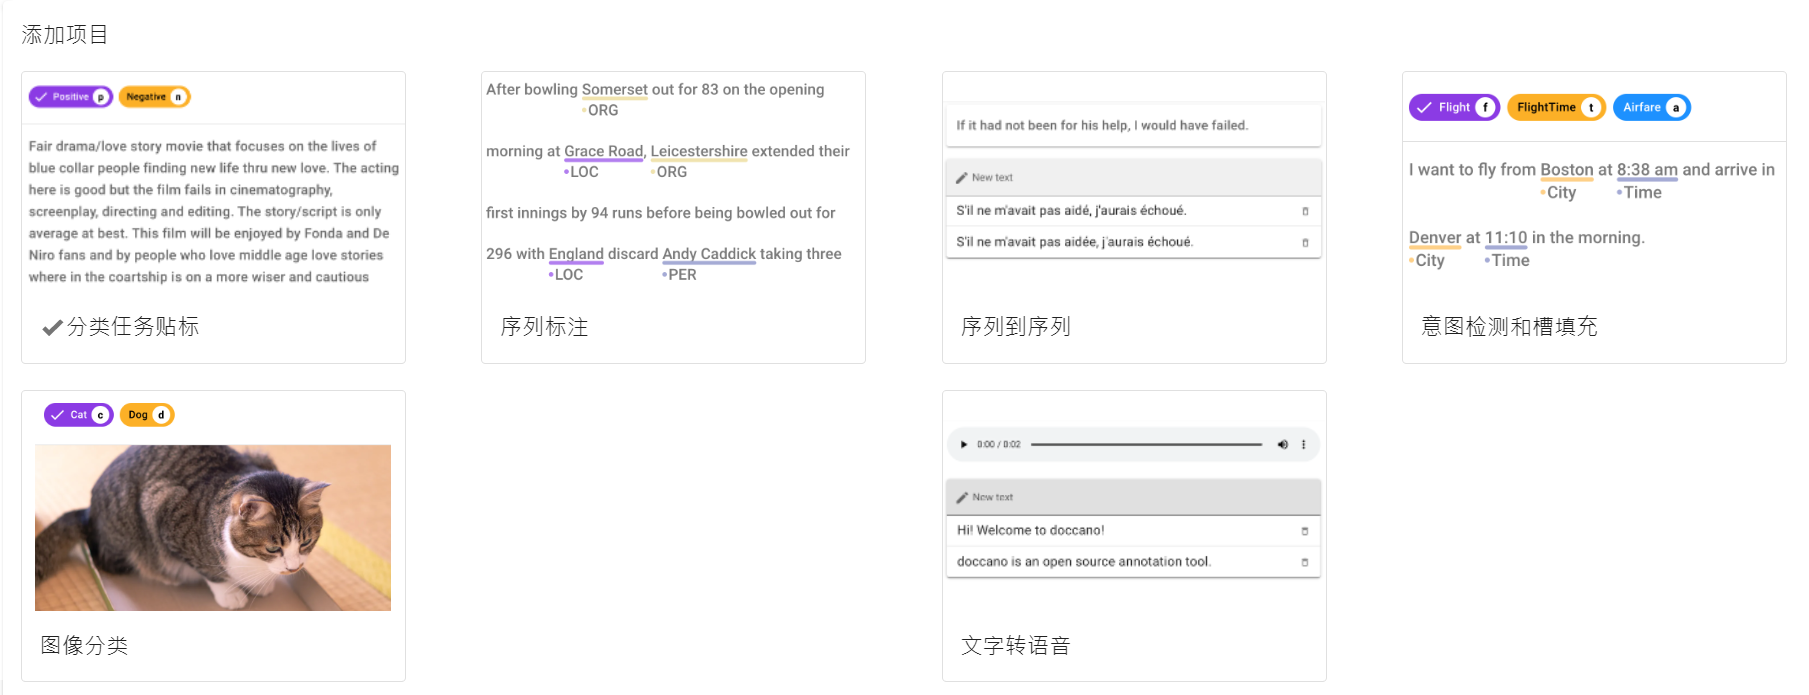 添加项目
Positive p Negative n
Fair drama/love story movie that focuses on the lives of
blue collar people finding new life thru new love. The acting
here is good but the film fails in cinematography,
screenplay, directing and editing. The story/script is only
average at best. This film will be enjoyed by Fonda and De
Niro fans and by people who love middle age love stories
where in the coartship is on a more wiser and cautious
分类任务贴标
After bowling Somerset out for 83 on the opening
•ORG
morning at Grace Road, Leicestershire extended their
•LOC •ORG
first innings by 94 runs before being bowled out for
296 with England discard Andy Caddick taking three
•LOC •PER
序列标注
If it had not been for his help, I would have failed.
New text
S'il ne m'avait pas aidé, j'aurais échoué.
S'il ne m'avait pas aidée, j'aurais échoué.
序列到序列
Flight f FlightTime t Airfare a
I want to fly from Boston at 8:38 am and arrive in
•City •Time
Denver at 11:10 in the morning.
•City •Time
意图检测和槽填充
Cat c Dog d
图像分类
0:00 / 0:02
New text
Hi! Welcome to doccano!
doccano is an open source annotation tool.
文字转语音